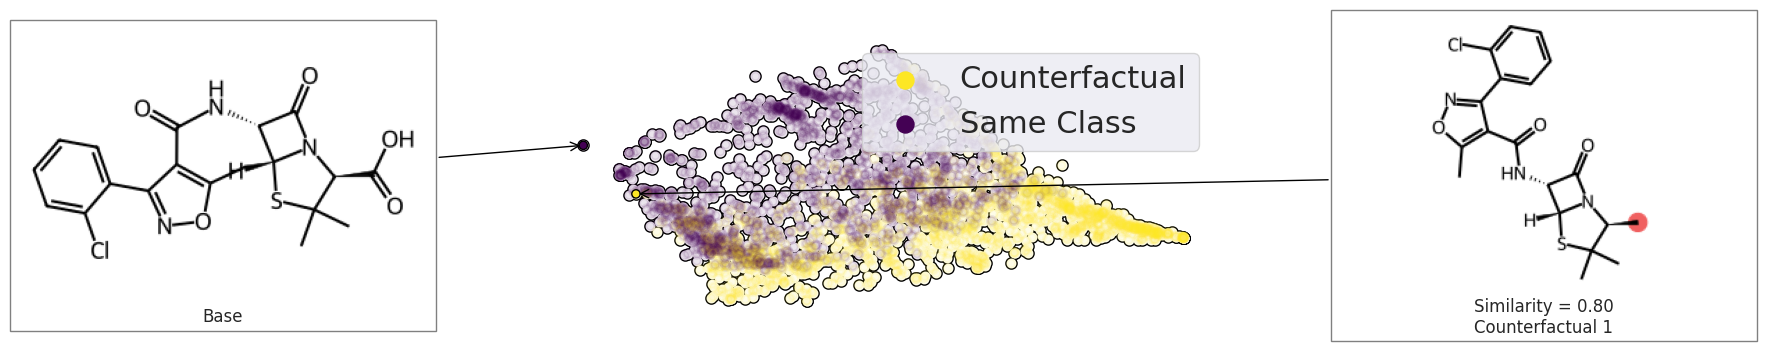 O
H
N
O
H
N
OH
O
S
N
O
Cl
Base
Counterfactual
Same Class
Cl
N
O
O
HN
O
H
N
S
Similarity = 0.80
Counterfactual 1